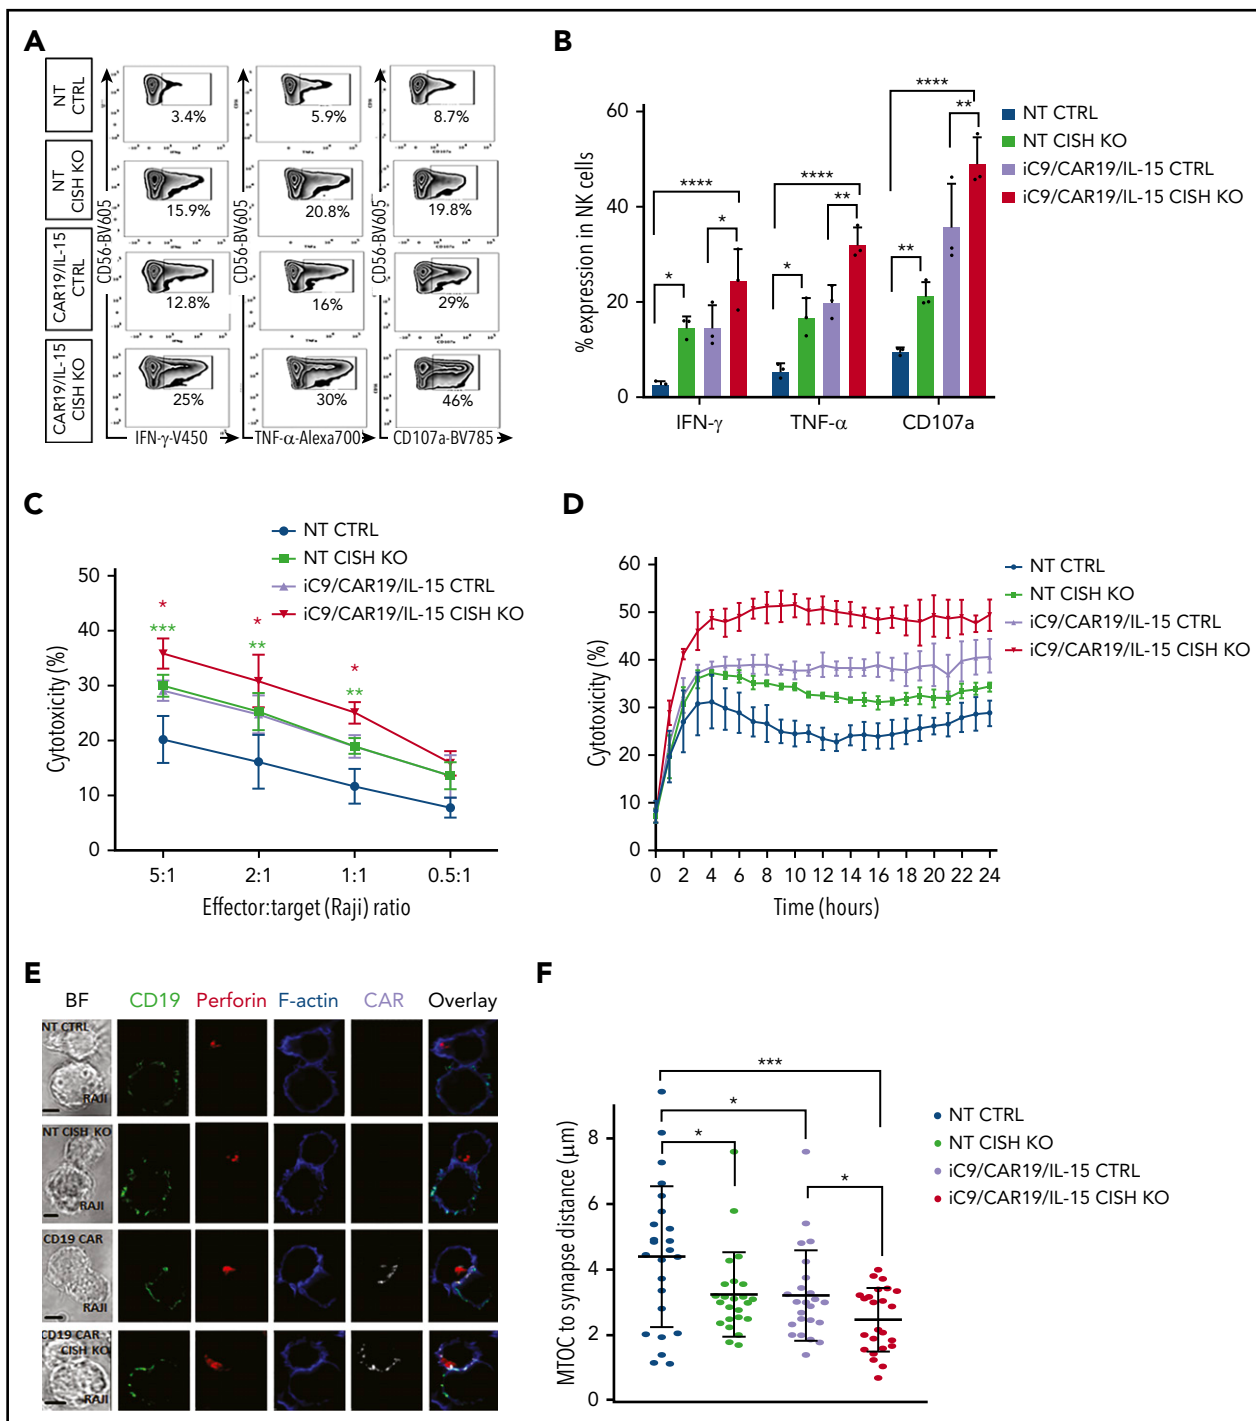 A
NT
CTRL
NT
CISH KO
CAR19/IL-15
CTRL
CAR19/IL-15
CISH KO
CD56-BV605
CD56-BV605
CD56-BV605
3.4%
5.9%
8.7%
15.9%
20.8%
19.8%
12.8%
16%
29%
25%
30%
46%
IFN-γ-V450
TNF-α-Alexa700
CD107a-BV785
B
% expression in NK cells
60
40
20
0
* **** *
* **** **
** **** **
IFN-γ
TNF-α
CD107a
NT CTRL
NT CISH KO
iC9/CAR19/IL-15 CTRL
iC9/CAR19/IL-15 CISH KO
C
NT CTRL
NT CISH KO
iC9/CAR19/IL-15 CTRL
iC9/CAR19/IL-15 CISH KO
Cytotoxicity (%)
50
40
30
20
10
0
* * *
*** ** **
5:1 2:1 1:1 0.5:1
Effector:target (Raji) ratio
D
Cytotoxicity (%)
60
50
40
30
20
10
0
0 2 4 6 8 10 12 14 16 18 20 22 24
Time (hours)
NT CTRL
NT CISH KO
iC9/CAR19/IL-15 CTRL
iC9/CAR19/IL-15 CISH KO
E
BF CD19 Perforin F-actin CAR Overlay
NT CTRL
RAJI
NT CISH KO
RAJI
CD19 CAR
RAJI
CD19 CAR
CISH KO
RAJI
F
MTOC to synapse distance (μm)
8
6
4
2
0
***
*
*
*
NT CTRL
NT CISH KO
iC9/CAR19/IL-15 CTRL
iC9/CAR19/IL-15 CISH KO